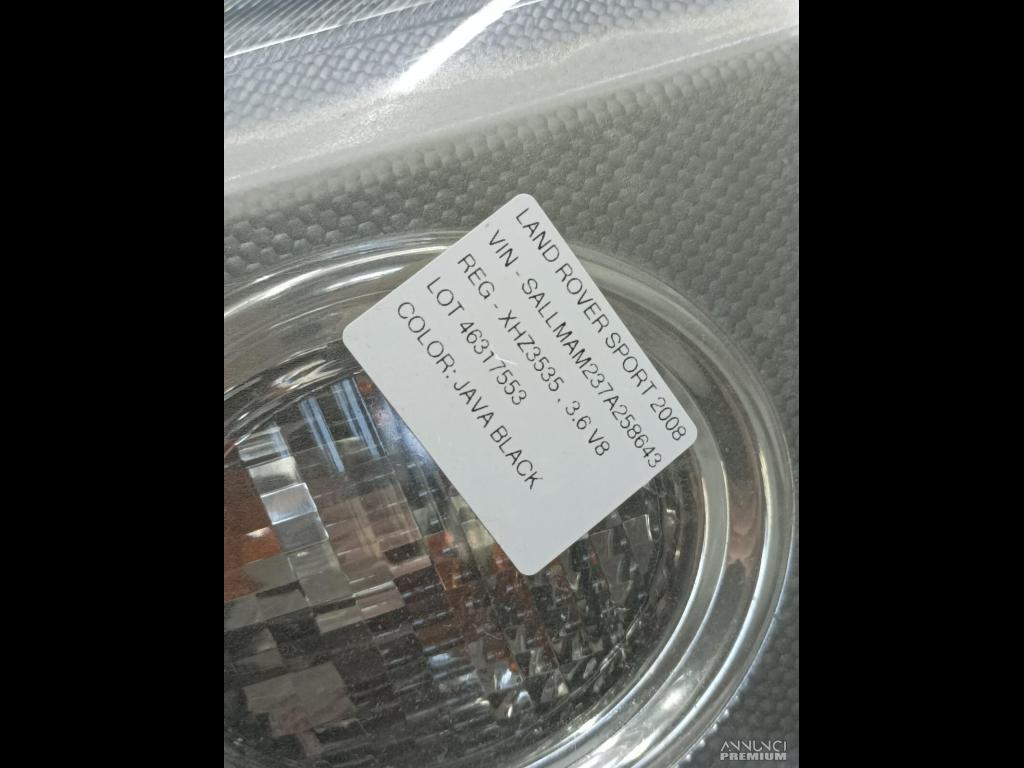 LAND ROVER SPORT 2008
VIN - SALLMAM237A258643
REG - XHZ3535 , 3.6 V8
LOT 46317553
COLOR: JAVA BLACK
ANNUNCI
PREMIUM